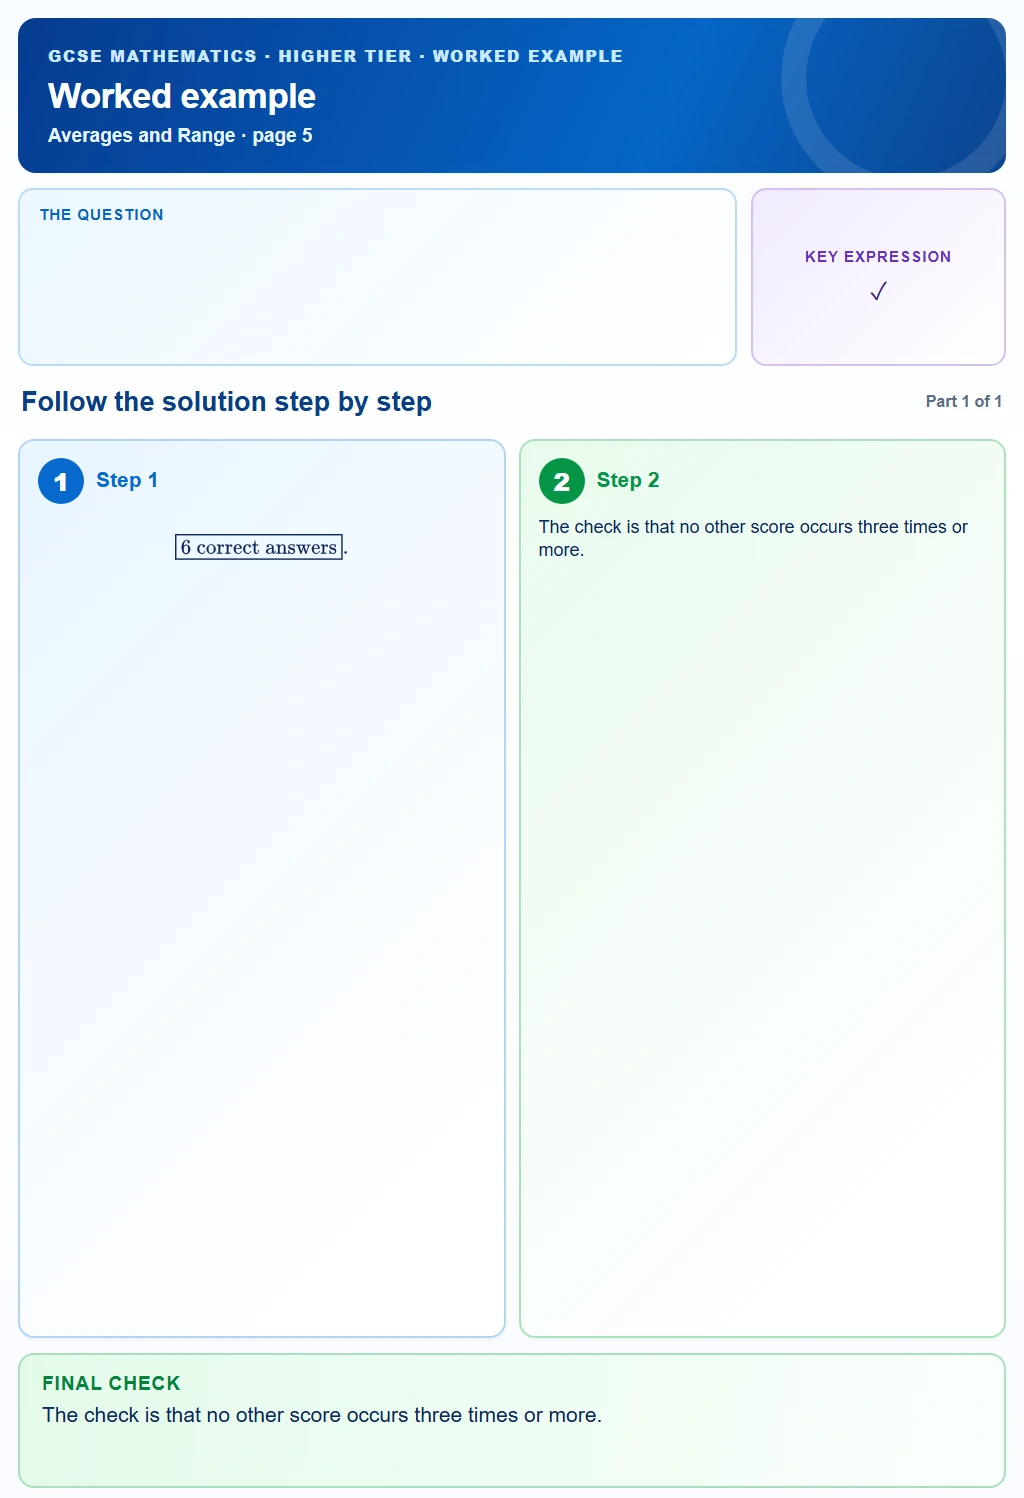 GCSE MATHEMATICS · HIGHER TIER · WORKED EXAMPLE
Worked example
Averages and Range · page 5
THE QUESTION
KEY EXPRESSION
✓
Follow the solution step by step
Part 1 of 1
1 Step 1
6 correct answers.
2 Step 2
The check is that no other score occurs three times or
more.
FINAL CHECK
The check is that no other score occurs three times or more.